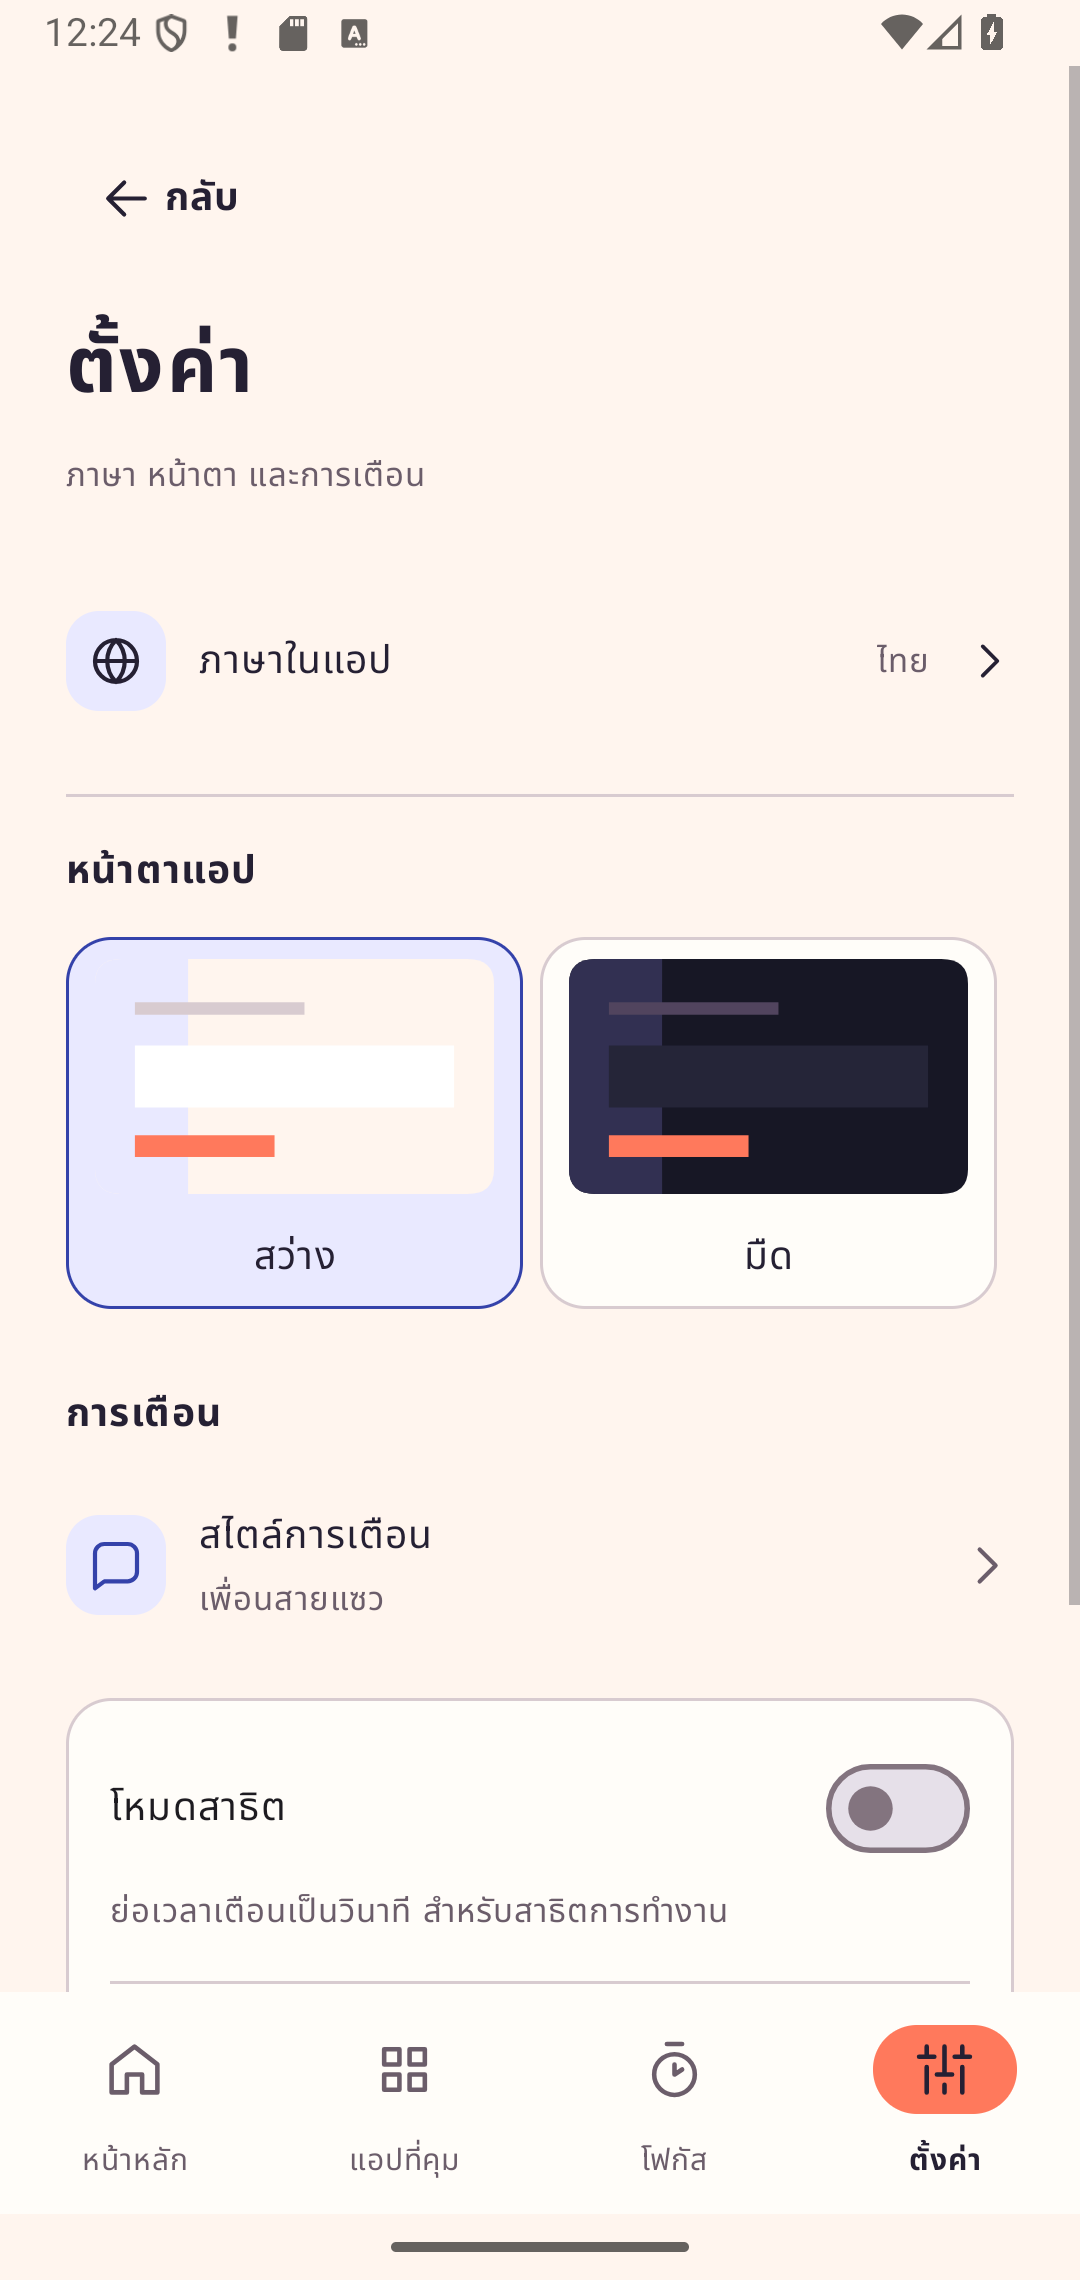 12:24
กลับ
ตั้งค่า
ภาษา หน้าตา และการเตือน
ภาษาในแอป
ไทย
หน้าตาแอป
สว่าง
มืด
การเตือน
สไตล์การเตือน
เพื่อนสายแซว
โหมดสาธิต
ย่อเวลาเตือนเป็นวินาที สำหรับสาธิตการทำงาน
หน้าหลัก
แอปที่คุม
โฟกัส
ตั้งค่า